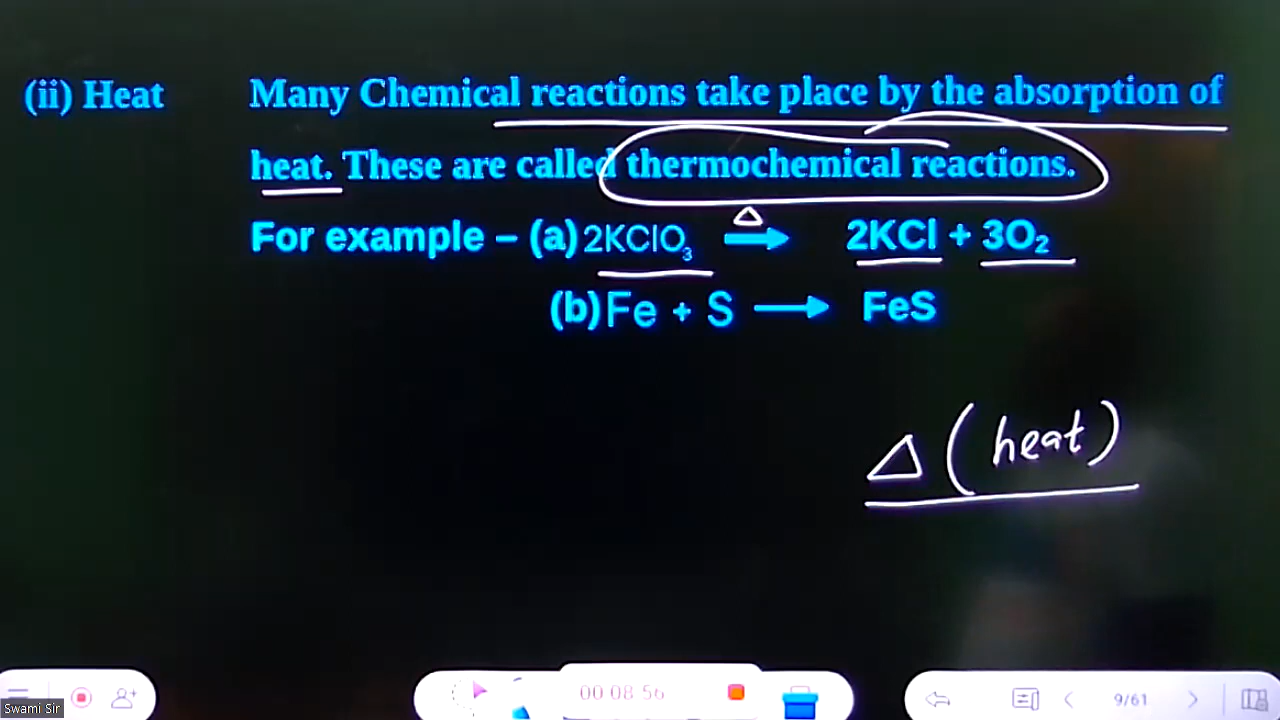 (ii) Heat Many Chemical reactions take place by the absorption of
heat. These are called thermochemical reactions.
Δ
For example – (a) 2KClO₃ → 2KCl + 3O₂
(b) Fe + S → FeS
Δ (heat)
00:08:56
9/61
Swami Sir